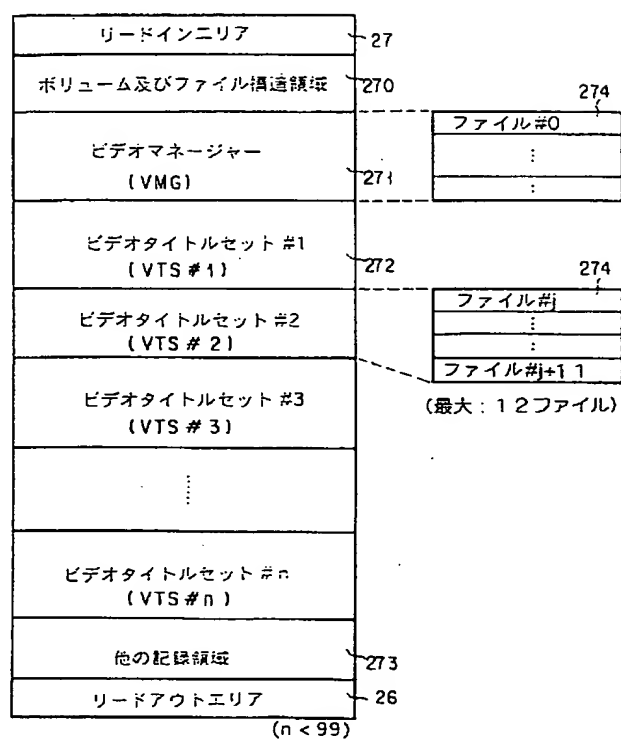 リードインエリア
27
ボリューム及びファイル構造領域
270
ビデオマネージャー
(VMG)
271
274
ファイル#0
⋮
:
ビデオタイトルセット #1
(VTS #1)
272
ビデオタイトルセット #2
(VTS # 2)
274
ファイル#j
⋮
:
ファイル#j+1 1
(最大 : 1 2ファイル)
ビデオタイトルセット #3
(VTS # 3)
⋮
ビデオタイトルセット #n
(VTS #n)
他の記録領域
273
リードアウトエリア
26
(n < 99)